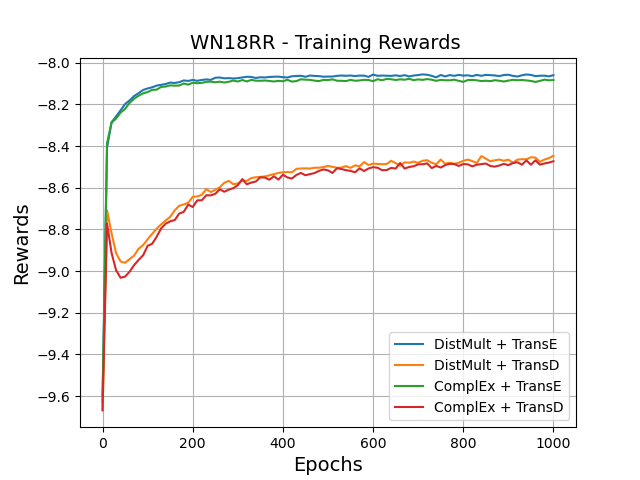 WN18RR - Training Rewards
Rewards
−8.0
−8.2
−8.4
−8.6
−8.8
−9.0
−9.2
−9.4
−9.6
DistMult + TransE
DistMult + TransD
ComplEx + TransE
ComplEx + TransD
0 200 400 600 800 1000
Epochs